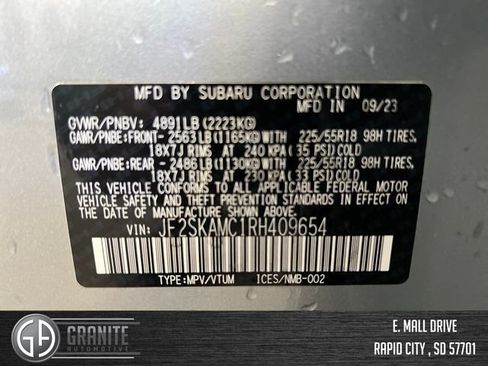 MFD BY SUBARU CORPORATION
MFD IN 09/23
GVWR/PNBV: 4891LB(2223KG)
GAWR/PNBE:FRONT-2563LB(1165KG)WITH 225/55R18 98H TIRES.
18X7J RIMS AT 240KPA(35 PSI)COLD
GAWR/PNBE:REAR -2486LB(1130KG)WITH 225/55R18 98H TIRES.
18X7J RIMS AT 230KPA(33 PSI)COLD
THIS VEHICLE CONFORMS TO ALL APPLICABLE FEDERAL MOTOR
VEHICLE SAFETY AND THEFT PREVENTION STANDARDS
IN EFFECT ON THE DATE OF MANUFACTURE SHOWN ABOVE.
VIN: JF2SKAMC1RH409654
TYPE:MPV/VTUM ICES/NMB-002
GA GRANITE
AUTOMOTIVE
E. MALL DRIVE
RAPID CITY , SD 57701